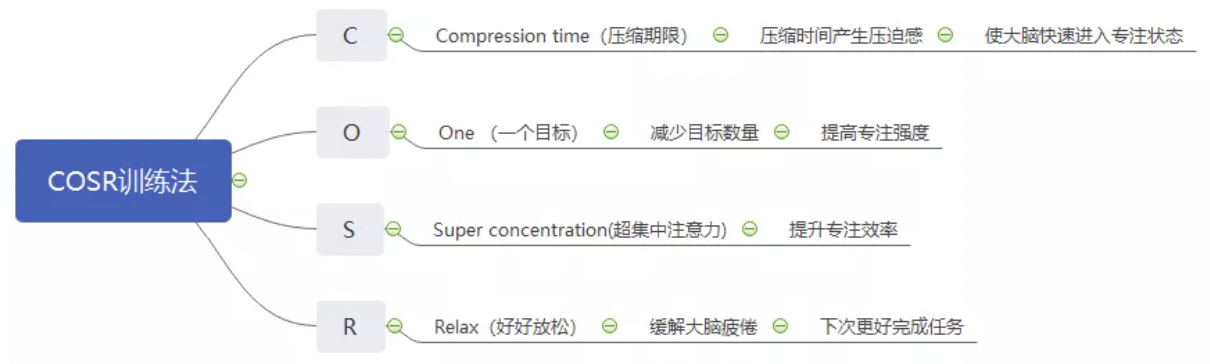 C
Compression time（压缩期限） 压缩时间产生压迫感 使大脑快速进入专注状态
O
One （一个目标） 减少目标数量 提高专注强度
COSR训练法
S
Super concentration(超集中注意力) 提升专注效率
R
Relax（好好放松） 缓解大脑疲倦 下次更好完成任务